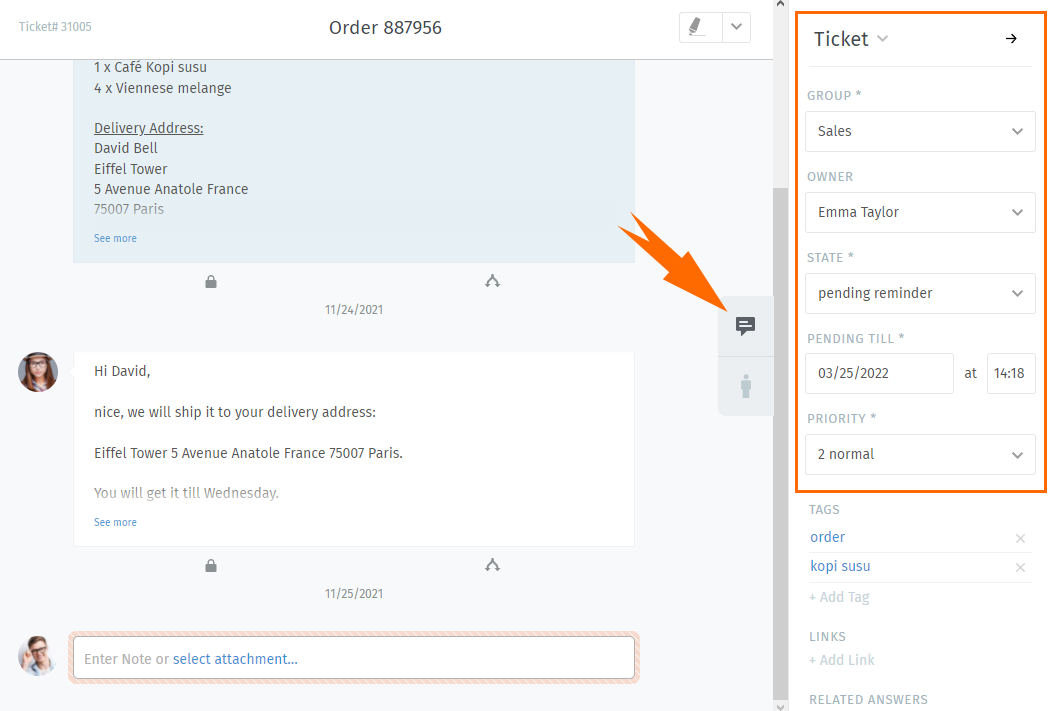 Ticket# 31005
Order 887956
1 x Café Kopi susu
4 x Viennese melange
Delivery Address:
David Bell
Eiffel Tower
5 Avenue Anatole France
75007 Paris
See more
11/24/2021
Hi David,
nice, we will ship it to your delivery address:
Eiffel Tower 5 Avenue Anatole France 75007 Paris.
You will get it till Wednesday.
See more
11/25/2021
Enter Note or select attachment...
Ticket
GROUP *
Sales
OWNER
Emma Taylor
STATE *
pending reminder
PENDING TILL *
03/25/2022 at 14:18
PRIORITY *
2 normal
TAGS
order
kopi susu
+ Add Tag
LINKS
+ Add Link
RELATED ANSWERS